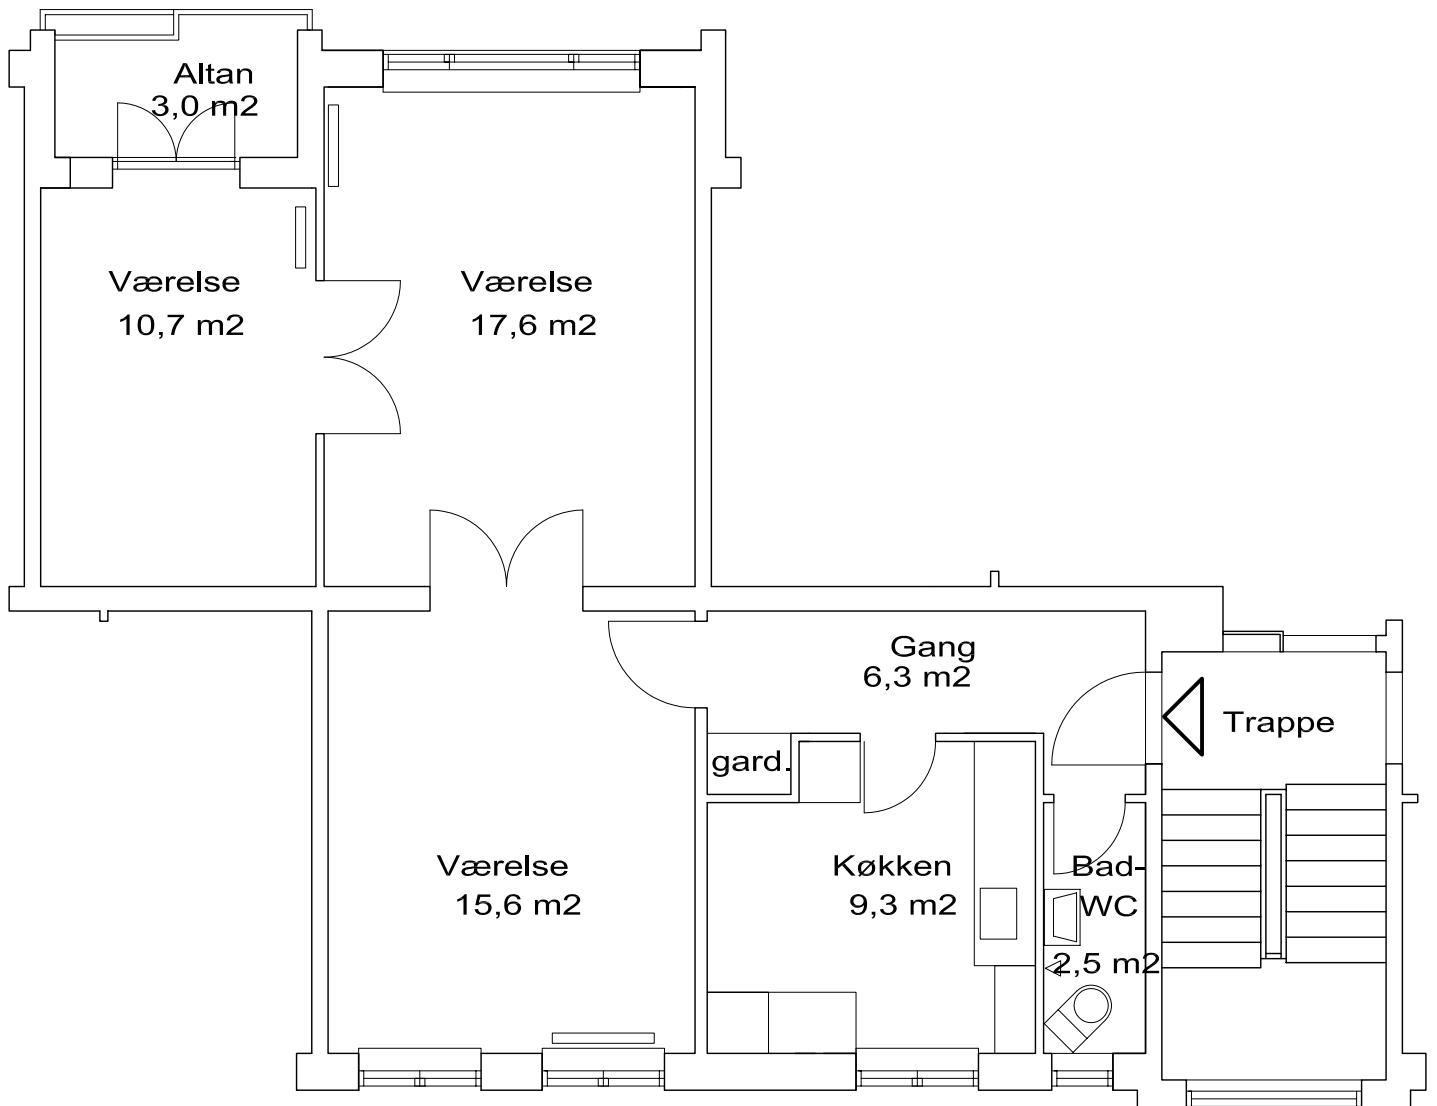 Altan
3,0 m2
Værelse
10,7 m2
Værelse
17,6 m2
Gang
6,3 m2
Trappe
gard.
Værelse
15,6 m2
Køkken
9,3 m2
Bad-
WC
2,5 m2